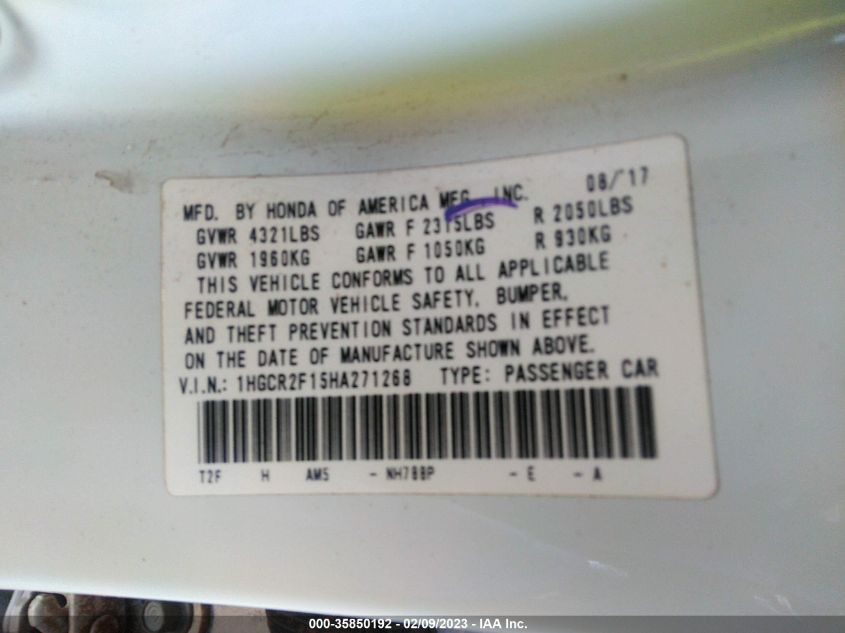 08/'17
MFD. BY HONDA OF AMERICA MFG., INC.
GVWR 4321LBS GAWR F 2315LBS R 2050LBS
GVWR 1960KG GAWR F 1050KG R 930KG
THIS VEHICLE CONFORMS TO ALL APPLICABLE
FEDERAL MOTOR VEHICLE SAFETY, BUMPER,
AND THEFT PREVENTION STANDARDS IN EFFECT
ON THE DATE OF MANUFACTURE SHOWN ABOVE.
V.I.N.: 1HGCR2F15HA271268 TYPE: PASSENGER CAR
T2F H AM5 - NH788P - E - A
000-35850192 - 02/09/2023 - IAA Inc.